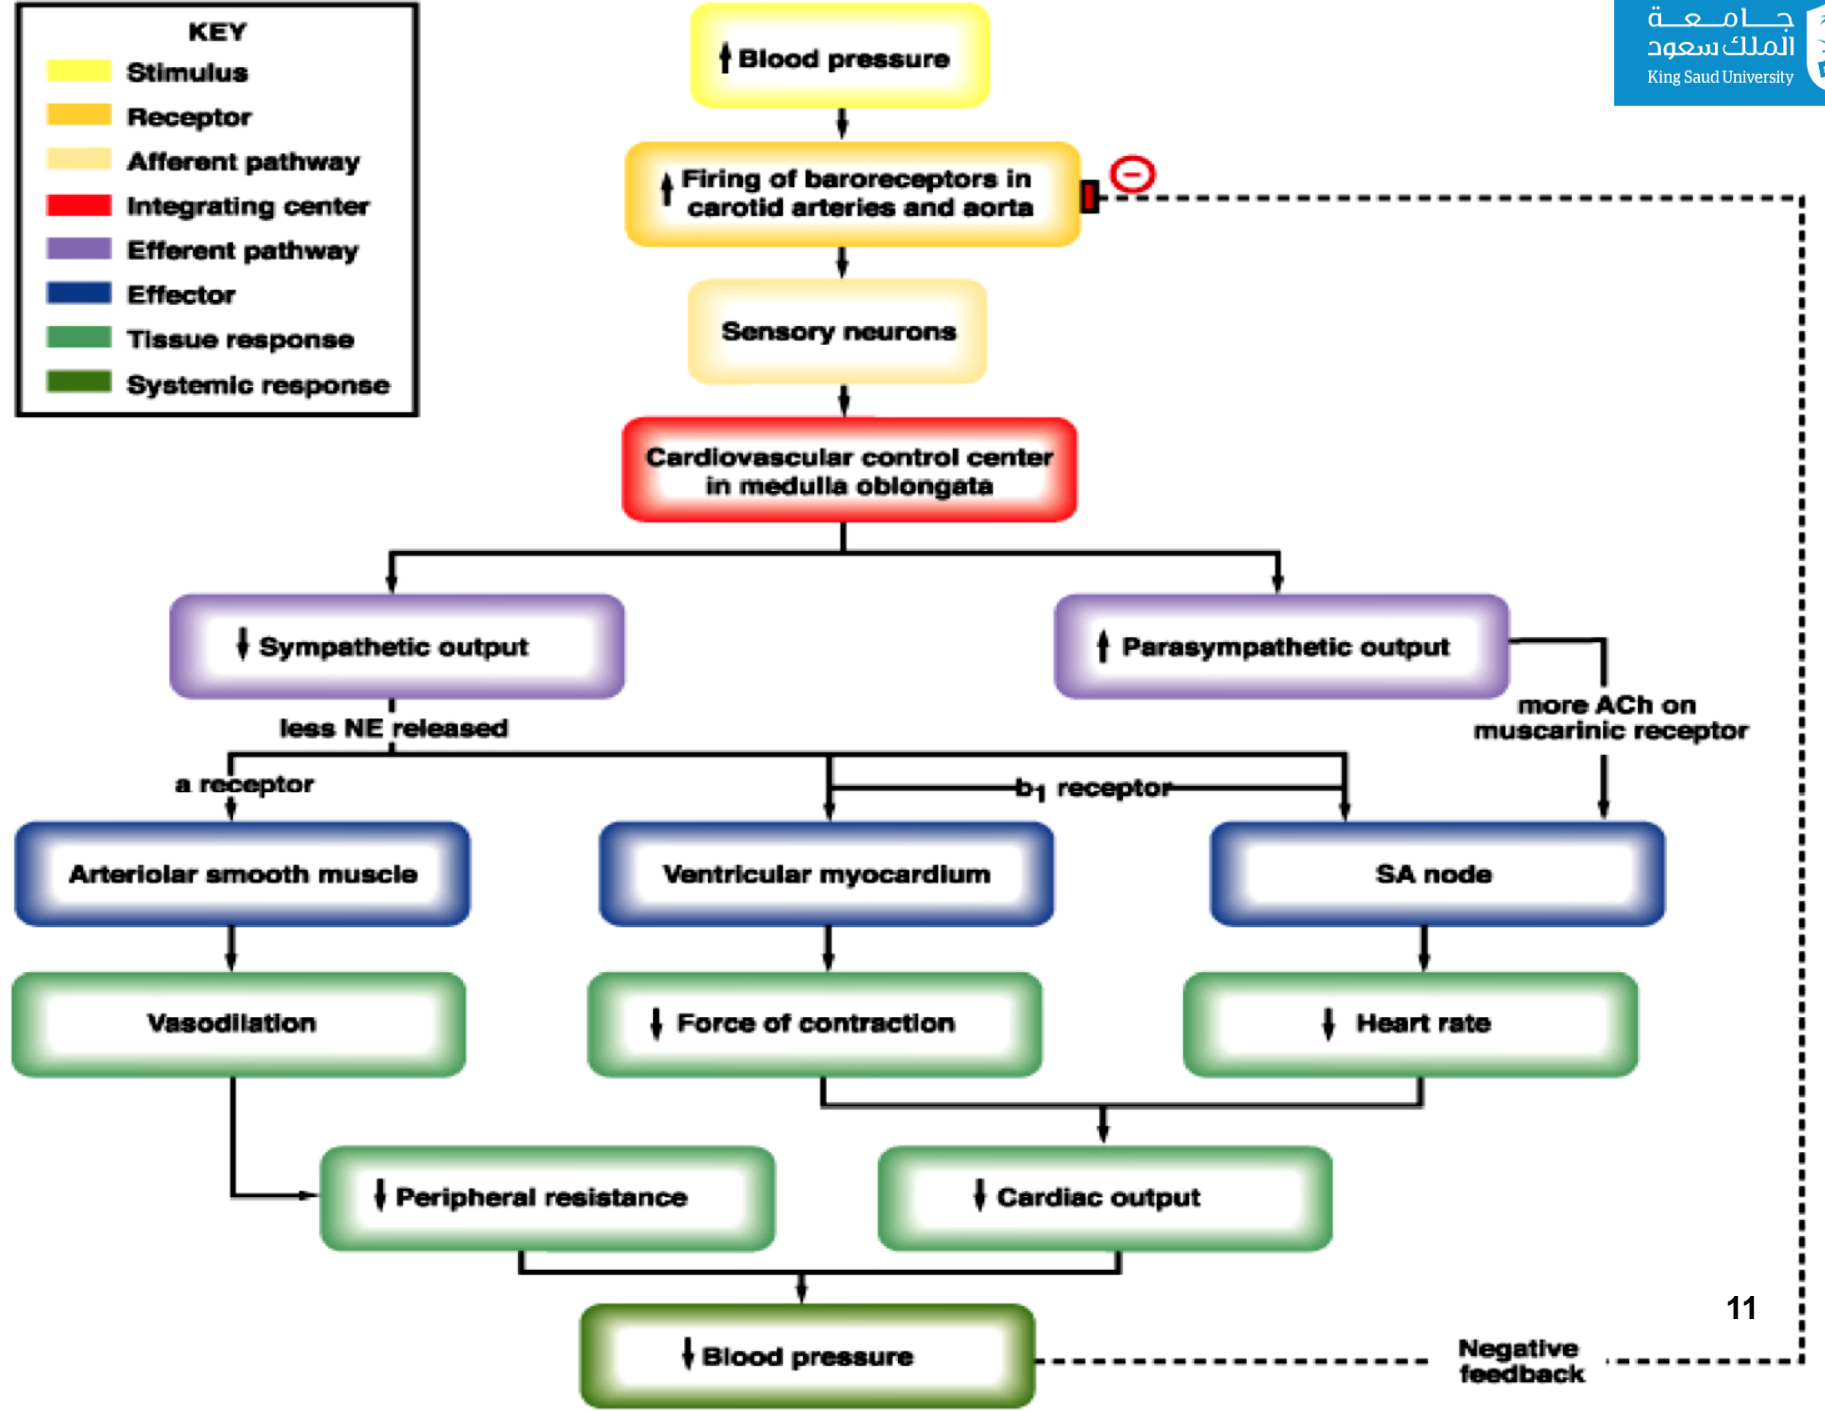 KEY
Stimulus
Receptor
Afferent pathway
Integrating center
Efferent pathway
Effector
Tissue response
Systemic response
جامعة
الملك سعود
King Saud University
↑ Blood pressure
↑ Firing of baroreceptors in
carotid arteries and aorta
−
Sensory neurons
Cardiovascular control center
in medulla oblongata
↓ Sympathetic output
↑ Parasympathetic output
less NE released
more ACh on
muscarinic receptor
a receptor
b₁ receptor
Arteriolar smooth muscle
Ventricular myocardium
SA node
Vasodilation
↓ Force of contraction
↓ Heart rate
↓ Peripheral resistance
↓ Cardiac output
11
↓ Blood pressure
Negative
feedback